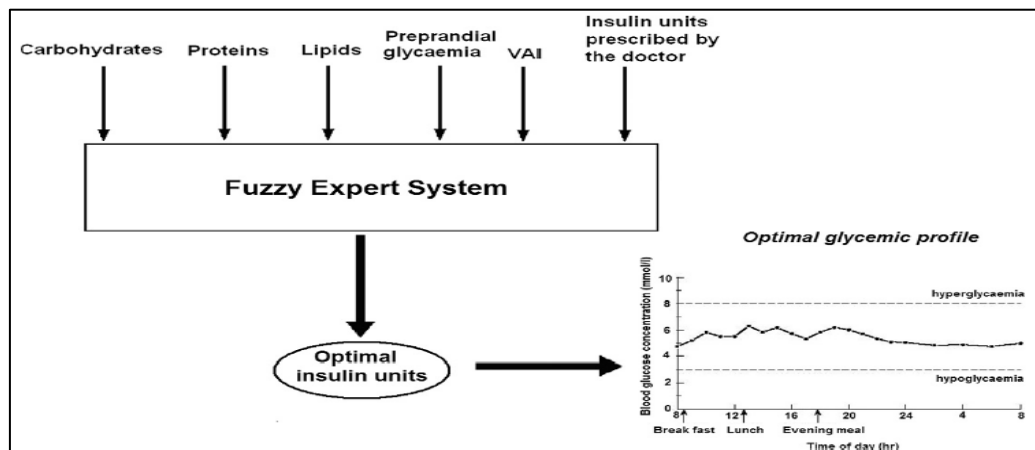 Carbohydrates
Proteins
Lipids
Preprandial
glycaemia
VAII
Insulin units
prescribed by
the doctor
Fuzzy Expert System
Optimal
insulin units
Optimal glycemic profile
Blood glucose concentration (mmol/l)
10
8
6
4
2
0
hyperglycaemia
hypoglycaemia
8 12 16 20 24 4 8
Break fast Lunch Evening meal
Time of day (hr)